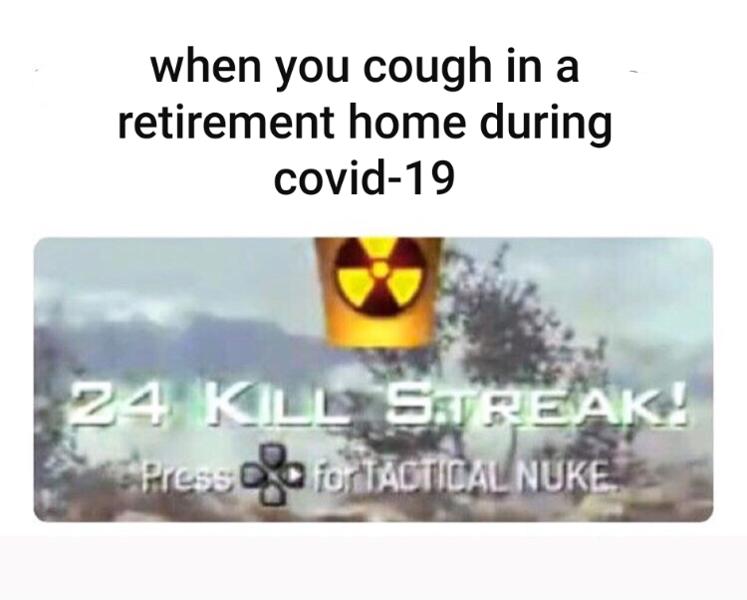 when you cough in a
retirement home during
covid-19
24 KILL STREAK!
Press for TACTICAL NUKE.